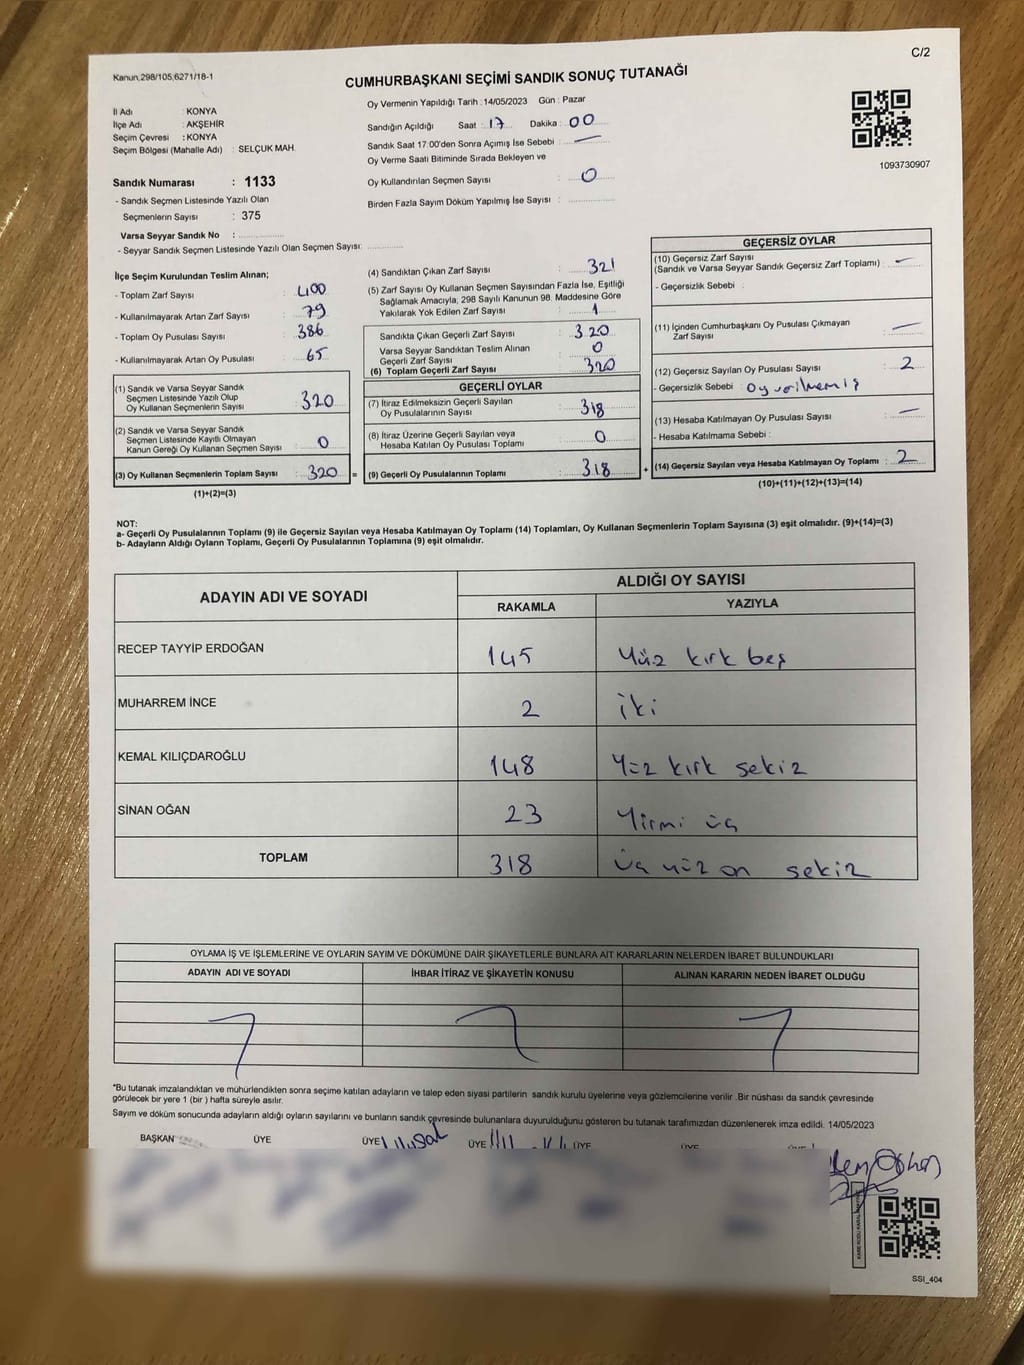 C/2
Kanun,298/105,6271/18-1
CUMHURBAŞKANI SEÇİMİ SANDIK SONUÇ TUTANAĞI
İl Adı : KONYA
İlçe Adı : AKŞEHİR
Seçim Çevresi : KONYA
Seçim Bölgesi (Mahalle Adı) : SELÇUK MAH.
Sandık Numarası : 1133
- Sandık Seçmen Listesinde Yazılı Olan
Seçmenlerin Sayısı : 375
Varsa Seyyar Sandık No :
- Seyyar Sandık Seçmen Listesinde Yazılı Olan Seçmen Sayısı:
Oy Vermenin Yapıldığı Tarih : 14/05/2023 Gün : Pazar
Sandığın Açıldığı Saat : 17 Dakika : 00
Sandık Saat 17:00'den Sonra Açılmış İse Sebebi : —
Oy Verme Saati Bitiminde Sırada Bekleyen ve
Oy Kullandırılan Seçmen Sayısı : 0
Birden Fazla Sayım Döküm Yapılmış İse Sayısı :
1093730907
İlçe Seçim Kurulundan Teslim Alınan;
- Toplam Zarf Sayısı : 400
- Kullanılmayarak Artan Zarf Sayısı : 79
- Toplam Oy Pusulası Sayısı : 386
- Kullanılmayarak Artan Oy Pusulası : 65
(1) Sandık ve Varsa Seyyar Sandık
Seçmen Listesinde Yazılı Olup
Oy Kullanan Seçmenlerin Sayısı : 320
(2) Sandık ve Varsa Seyyar Sandık
Seçmen Listesinde Kayıtlı Olmayan
Kanun Gereği Oy Kullanan Seçmen Sayısı : 0
(3) Oy Kullanan Seçmenlerin Toplam Sayısı : 320 =
(1)+(2)=(3)
(4) Sandıktan Çıkan Zarf Sayısı : 321
(5) Zarf Sayısı Oy Kullanan Seçmen Sayısından Fazla İse, Eşitliği
Sağlamak Amacıyla, 298 Sayılı Kanunun 98. Maddesine Göre
Yakılarak Yok Edilen Zarf Sayısı : 1
Sandıkta Çıkan Geçerli Zarf Sayısı : 320
Varsa Seyyar Sandıktan Teslim Alınan
Geçerli Zarf Sayısı : 0
(6) Toplam Geçerli Zarf Sayısı : 320
GEÇERLİ OYLAR
(7) İtiraz Edilmeksizin Geçerli Sayılan
Oy Pusulalarının Sayısı : 318
(8) İtiraz Üzerine Geçerli Sayılan veya
Hesaba Katılan Oy Pusulası Toplamı : 0
(9) Geçerli Oy Pusulalarının Toplamı : 318 +
GEÇERSİZ OYLAR
(10) Geçersiz Zarf Sayısı
(Sandık ve Varsa Seyyar Sandık Geçersiz Zarf Toplamı) : —
- Geçersizlik Sebebi :
(11) İçinden Cumhurbaşkanı Oy Pusulası Çıkmayan
Zarf Sayısı : —
(12) Geçersiz Sayılan Oy Pusulası Sayısı : 2
- Geçersizlik Sebebi : Oy verilmemiş
(13) Hesaba Katılmayan Oy Pusulası Sayısı : —
- Hesaba Katılmama Sebebi :
(14) Geçersiz Sayılan veya Hesaba Katılmayan Oy Toplamı : 2
(10)+(11)+(12)+(13)=(14)
NOT:
a- Geçerli Oy Pusulalarının Toplamı (9) ile Geçersiz Sayılan veya Hesaba Katılmayan Oy Toplamı (14) Toplamları, Oy Kullanan Seçmenlerin Toplam Sayısına (3) eşit olmalıdır. (9)+(14)=(3)
b- Adayların Aldığı Oyların Toplamı, Geçerli Oy Pusulalarının Toplamına (9) eşit olmalıdır.
ADAYIN ADI VE SOYADI
ALDIĞI OY SAYISI
RAKAMLA YAZIYLA
RECEP TAYYİP ERDOĞAN 145 Yüz kırk beş
MUHARREM İNCE 2 iki
KEMAL KILIÇDAROĞLU 148 Yüz kırk sekiz
SİNAN OĞAN 23 Yirmi üç
TOPLAM 318 üç yüz on sekiz
OYLAMA İŞ VE İŞLEMLERİNE VE OYLARIN SAYIM VE DÖKÜMÜNE DAİR ŞİKAYETLERLE BUNLARA AİT KARARLARIN NELERDEN İBARET BULUNDUKLARI
ADAYIN ADI VE SOYADI İHBAR İTİRAZ VE ŞİKAYETİN KONUSU ALINAN KARARIN NEDEN İBARET OLDUĞU
*Bu tutanak imzalandıktan ve mühürlendikten sonra seçime katılan adayların ve talep eden siyasi partilerin sandık kurulu üyelerine veya gözlemcilerine verilir .Bir nüshası da sandık çevresinde
görülecek bir yere 1 (bir ) hafta süreyle asılır.
Sayım ve döküm sonucunda adayların aldığı oyların sayılarını ve bunların sandık çevresinde bulunanlara duyurulduğunu gösteren bu tutanak tarafımızdan düzenlenerek imza edildi. 14/05/2023
BAŞKAN ÜYE ÜYE ÜYE ÜYE ÜYE
SSI_404